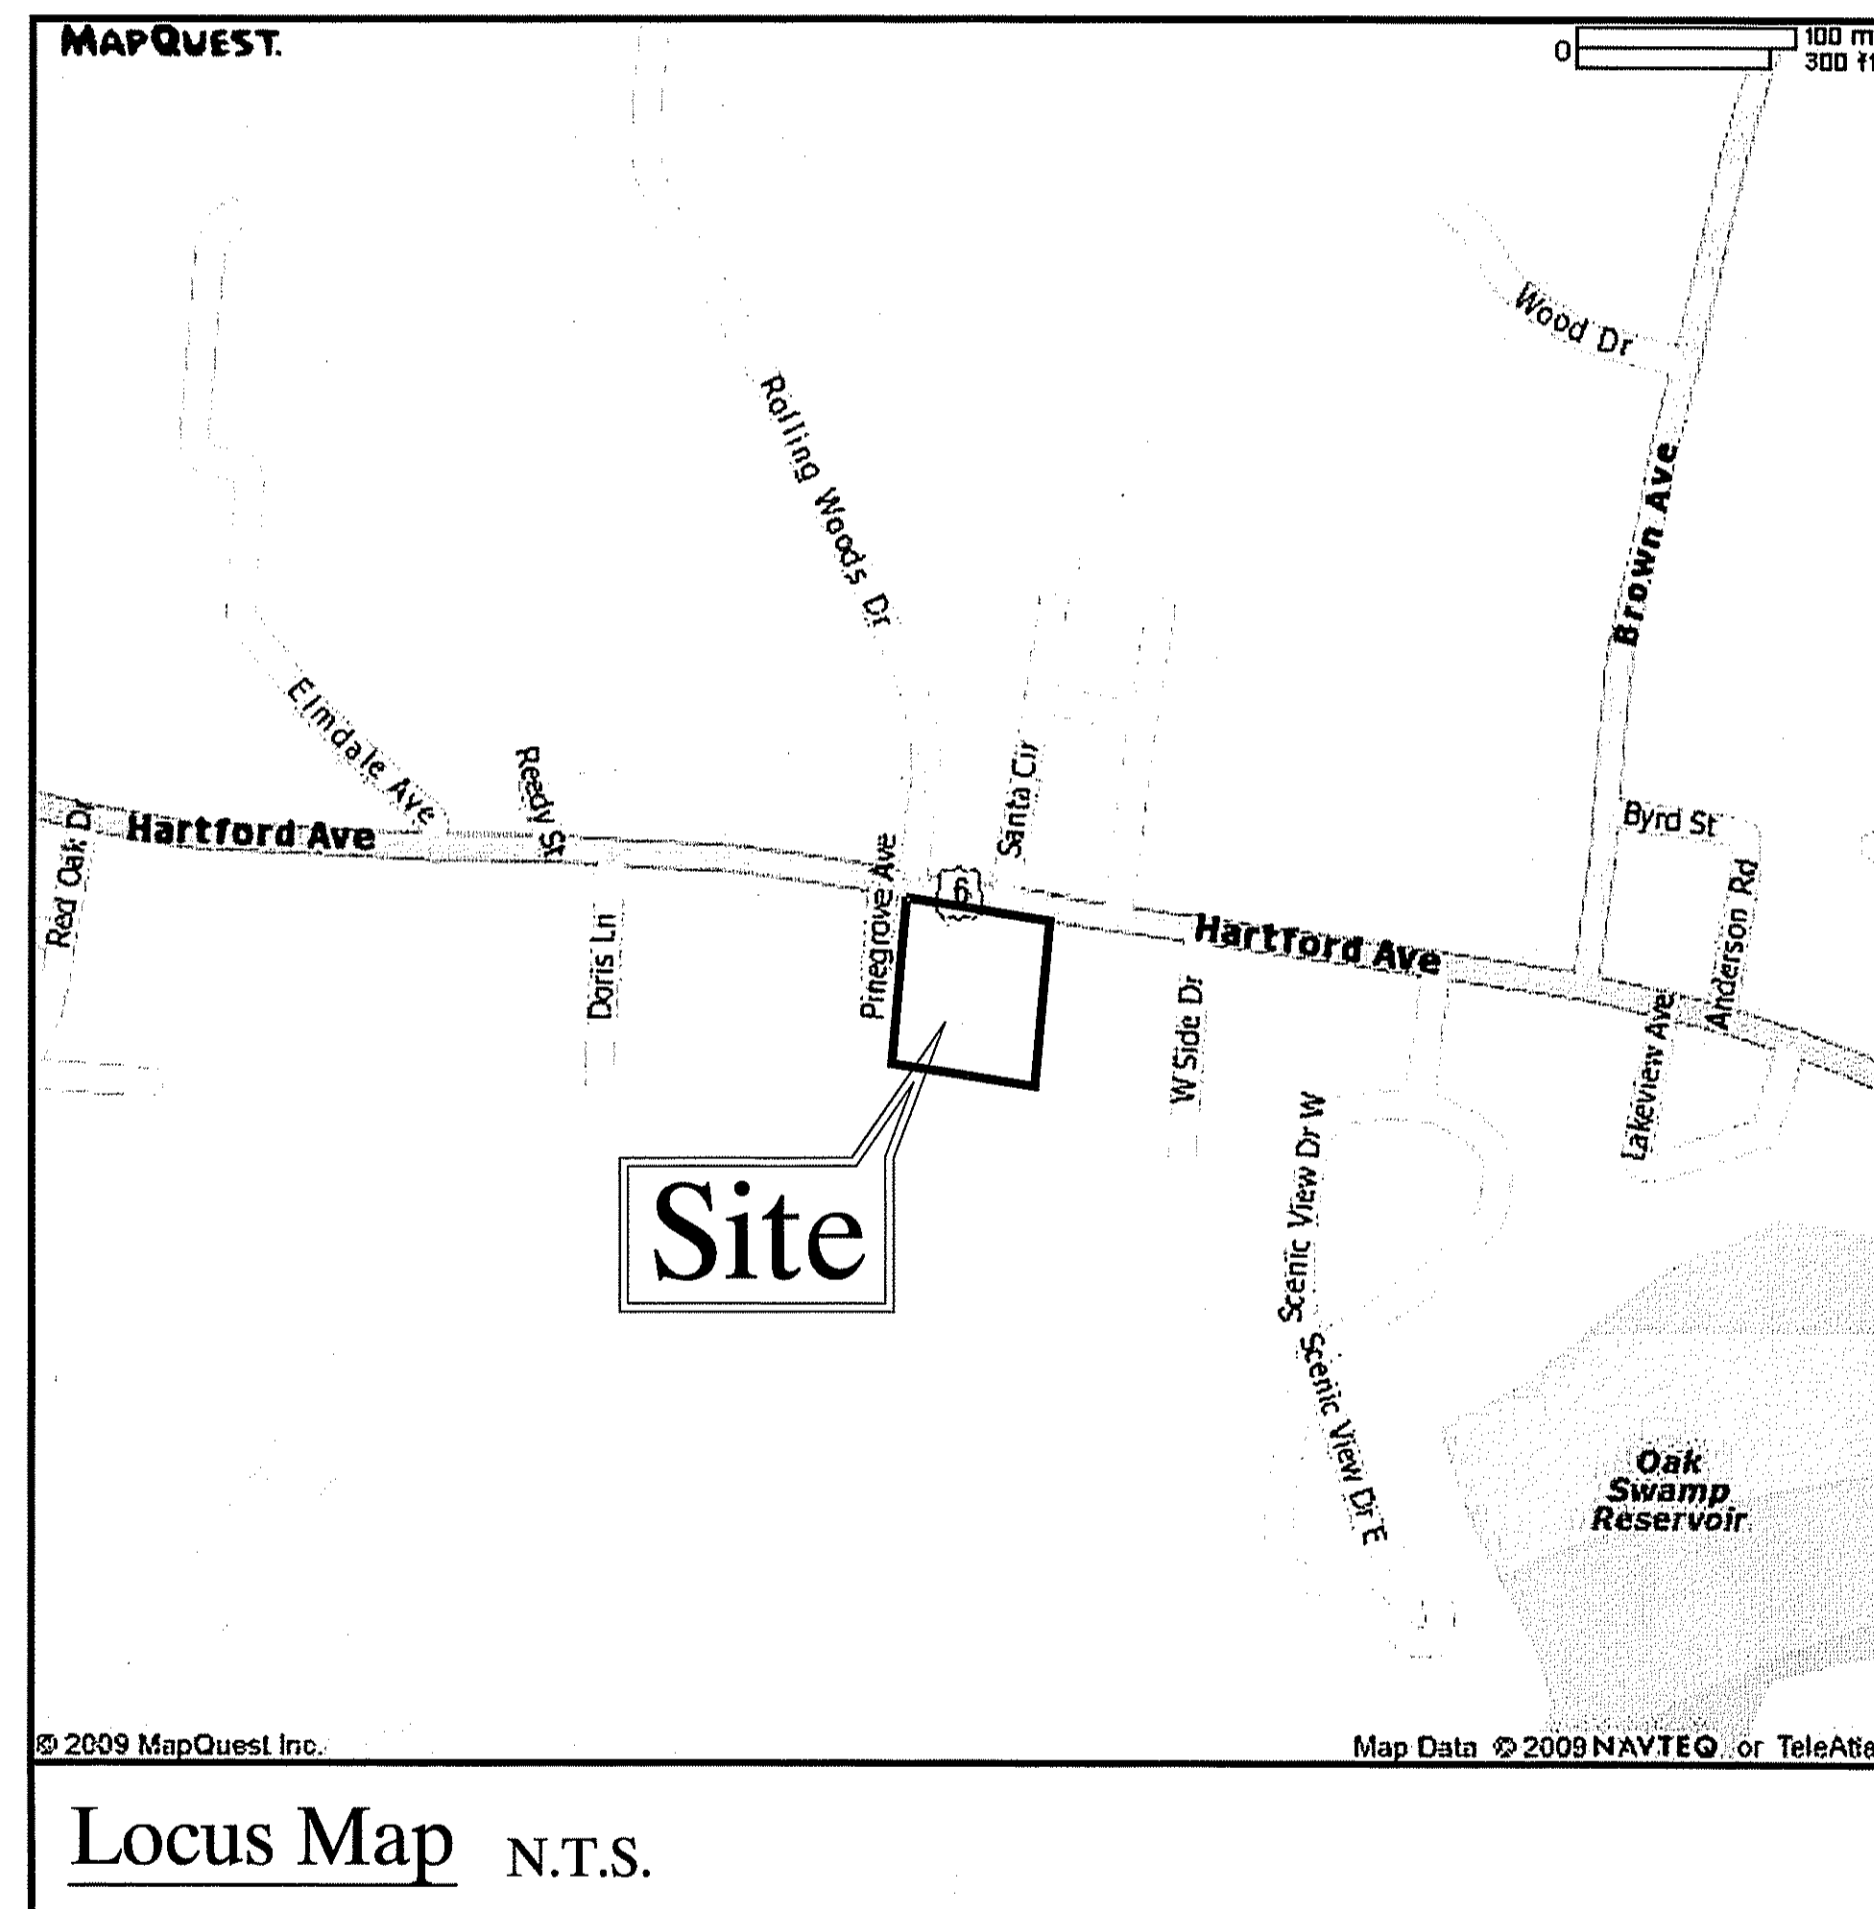 MAPQUEST.
0
100 m
300 ft
Wood Dr
Rolling Woods Dr
Brown Ave
Elmdale Ave
Reedy St
Santa Cir
Byrd St
Red Oak Dr
Hartford Ave
Pinegrove Ave
6
Anderson Rd
Doris Ln
Hartford Ave
W Side Dr
Lakeview Ave
Scenic View Dr W
Site
Scenic View Dr E
Oak
Swamp
Reservoir
© 2009 MapQuest Inc.
Map Data © 2009 NAVTEQ or TeleAtla
Locus Map N.T.S.